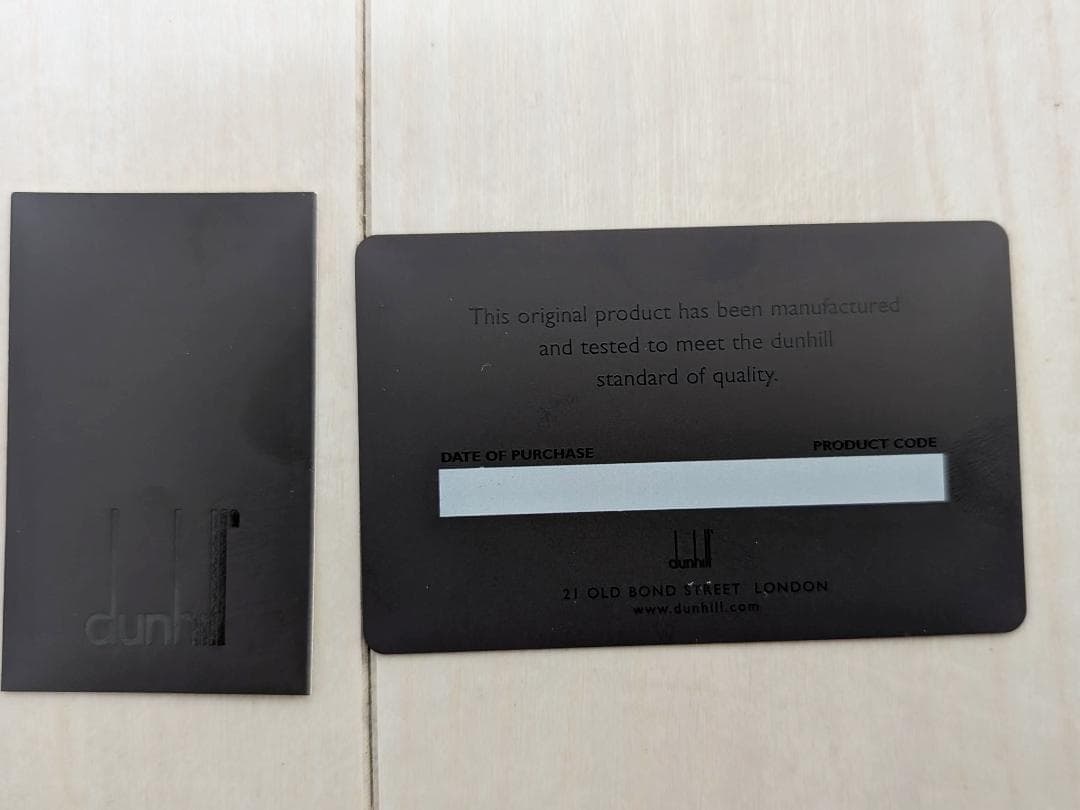 dunhill
This original product has been manufactured
and tested to meet the dunhill
standard of quality.
DATE OF PURCHASE PRODUCT CODE
dunhill
21 OLD BOND STREET LONDON
www.dunhill.com